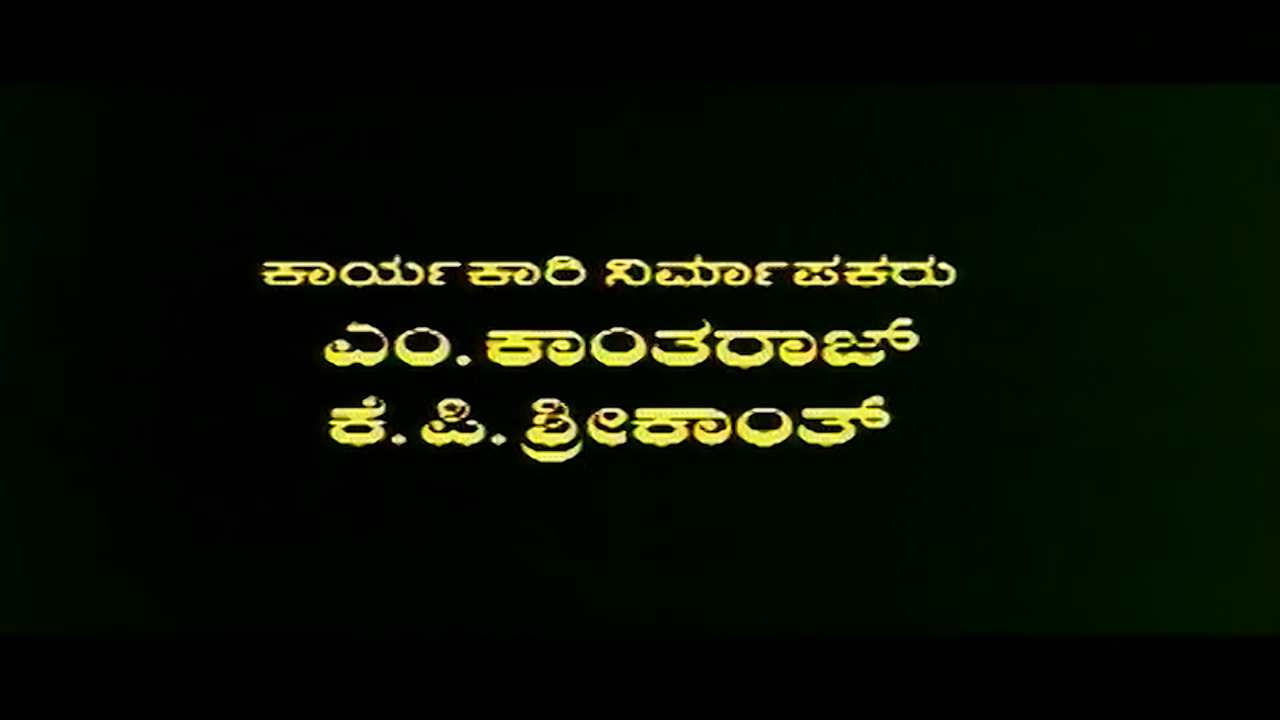 ಕಾರ್ಯಕಾರಿ ನಿರ್ಮಾಪಕರು
ಎಂ. ಕಾಂತರಾಜ್
ಕೆ. ಪಿ. ಶ್ರೀಕಾಂತ್